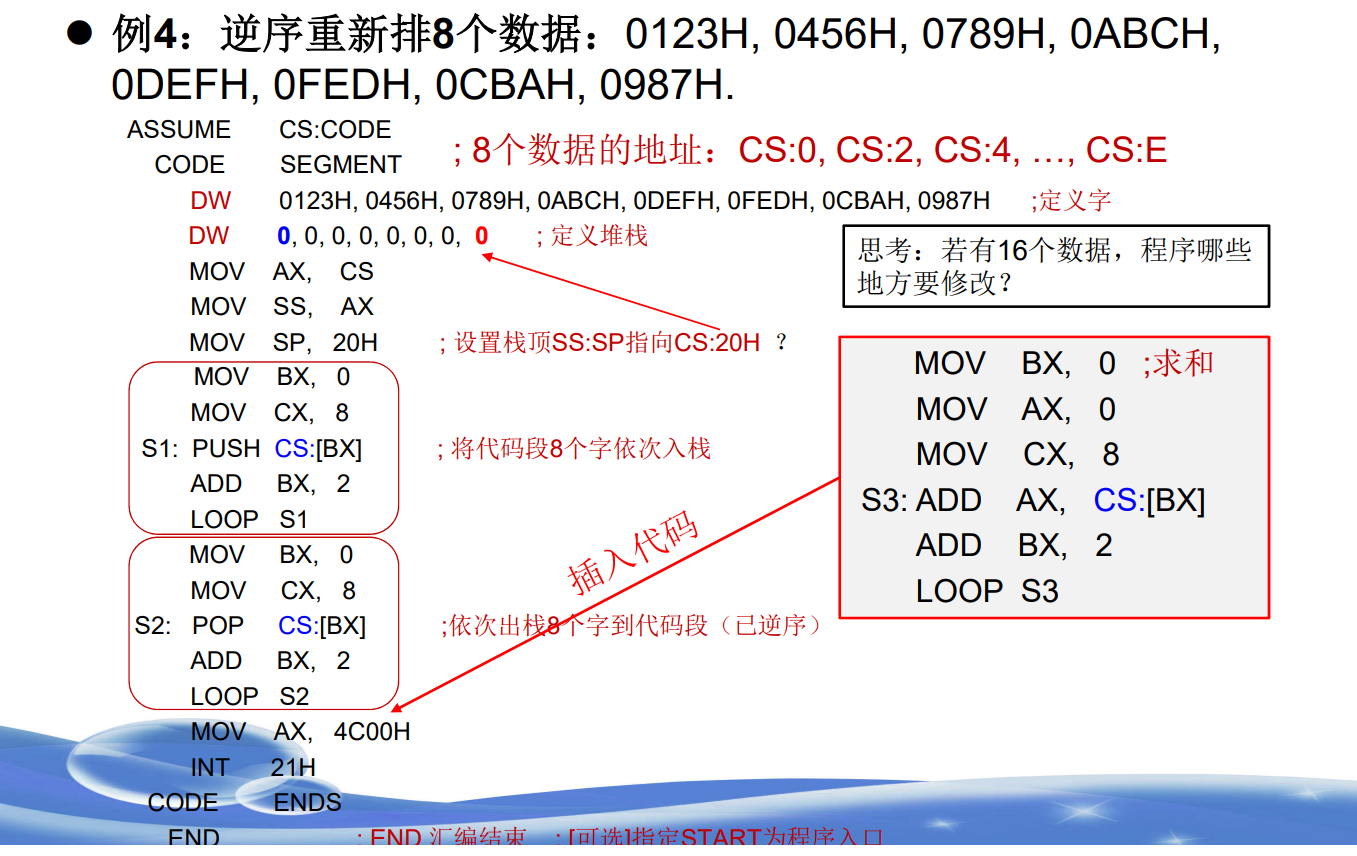 ● 例4：逆序重新排8个数据：0123H, 0456H, 0789H, 0ABCH,
0DEFH, 0FEDH, 0CBAH, 0987H.
ASSUME CS:CODE
; 8个数据的地址：CS:0, CS:2, CS:4, …, CS:E
CODE SEGMENT
DW 0123H, 0456H, 0789H, 0ABCH, 0DEFH, 0FEDH, 0CBAH, 0987H ;定义字
DW 0, 0, 0, 0, 0, 0, 0, 0 ; 定义堆栈
MOV AX, CS
MOV SS, AX
MOV SP, 20H ; 设置栈顶SS:SP指向CS:20H ？
MOV BX, 0
MOV CX, 8
S1: PUSH CS:[BX] ; 将代码段8个字依次入栈
ADD BX, 2
LOOP S1
MOV BX, 0
MOV CX, 8
S2: POP CS:[BX] ;依次出栈8个字到代码段（已逆序）
ADD BX, 2
LOOP S2
MOV AX, 4C00H
INT 21H
CODE ENDS
END ; END 汇编结束 ; [可选]指定START为程序入口
思考：若有16个数据，程序哪些
地方要修改？
MOV BX, 0 ;求和
MOV AX, 0
MOV CX, 8
S3: ADD AX, CS:[BX]
ADD BX, 2
LOOP S3
插入代码